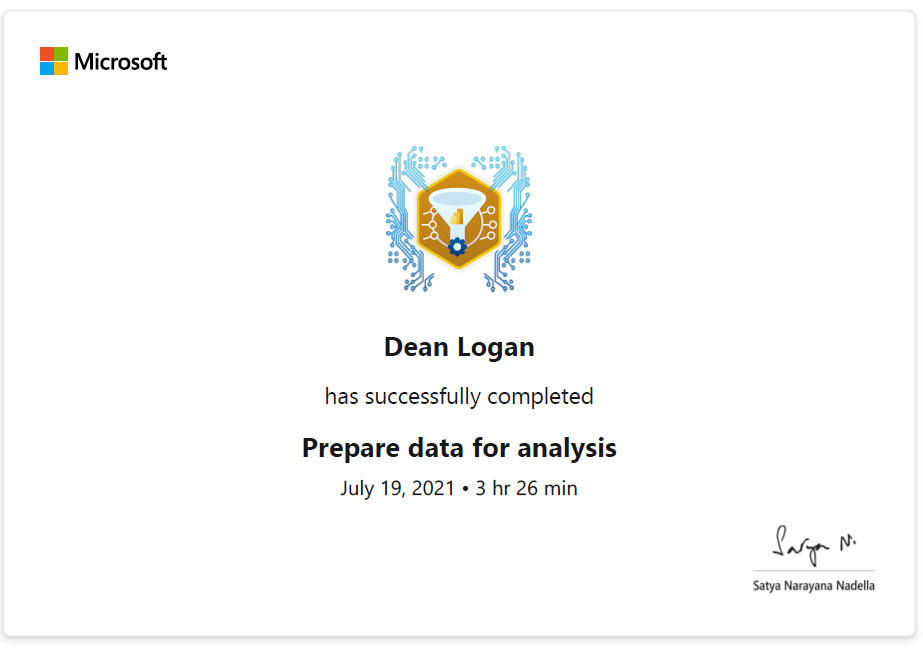 Microsoft
Dean Logan
has successfully completed
Prepare data for analysis
July 19, 2021 • 3 hr 26 min
Satya N.
Satya Narayana Nadella